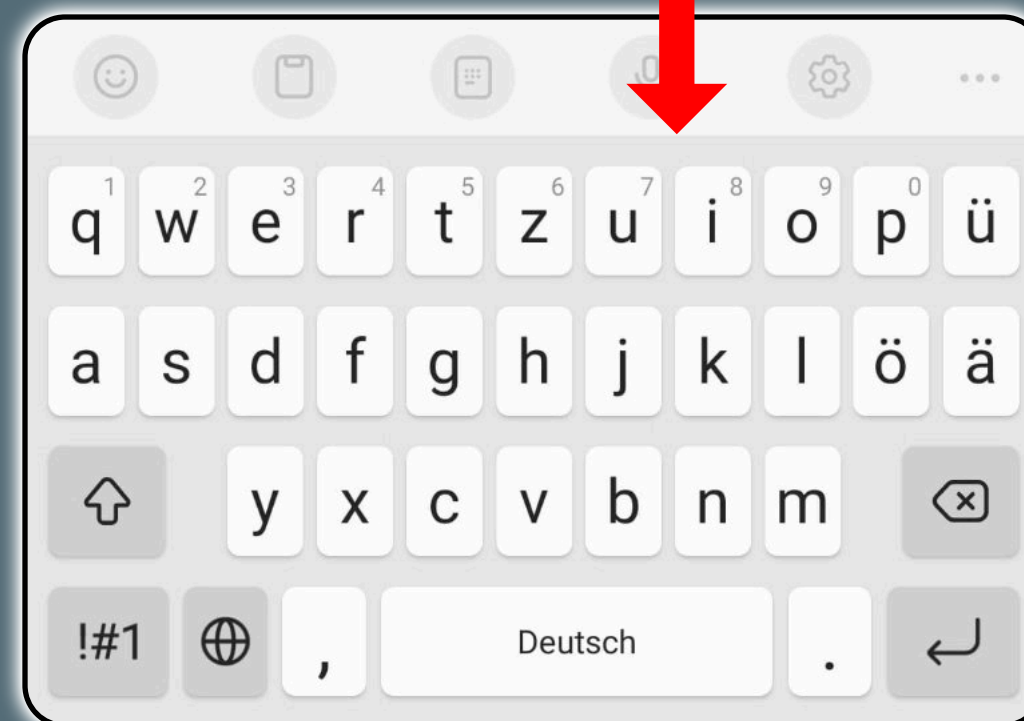 1 2 3 4 5 6 7 8 9 0
q w e r t z u i o p ü
a s d f g h j k l ö ä
y x c v b n m
!#1 , Deutsch .